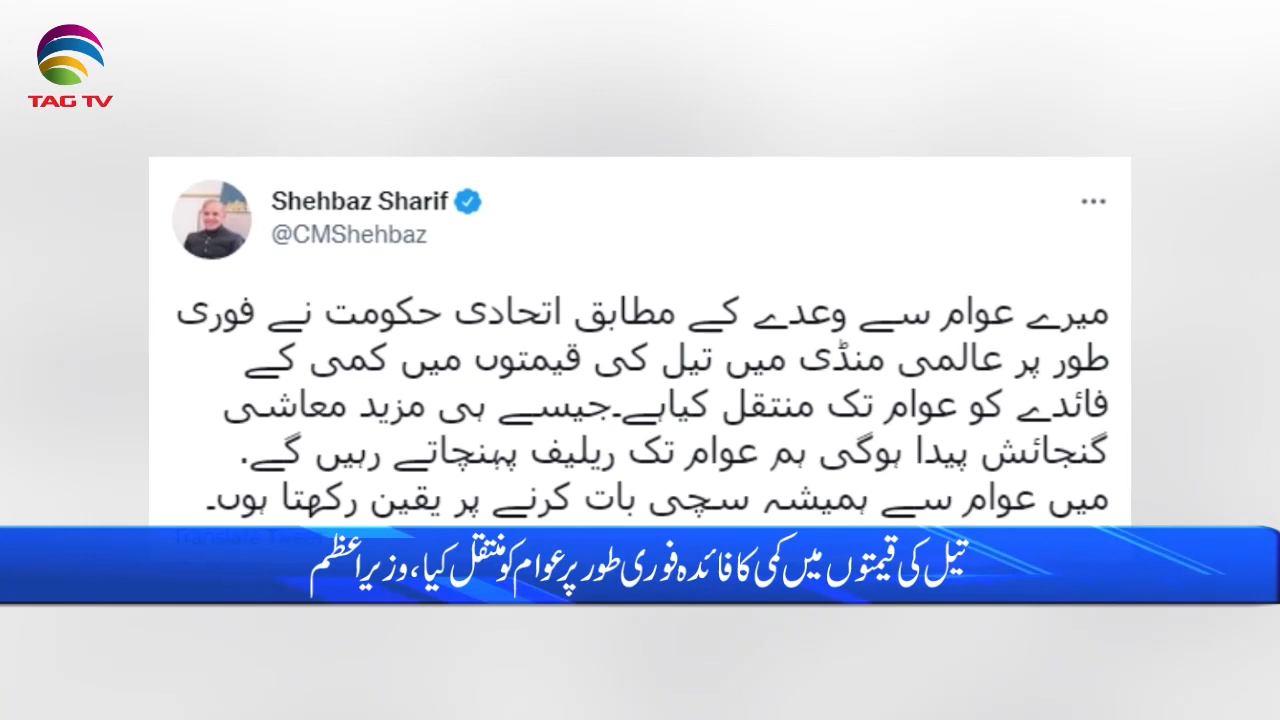 TAG TV
Shehbaz Sharif
@CMShehbaz
میرے عوام سے وعدے کے مطابق اتحادی حکومت نے فوری
طور پر عالمی منڈی میں تیل کی قیمتوں میں کمی کے
فائدے کو عوام تک منتقل کیاہے۔جیسے ہی مزید معاشی
گنجائش پیدا ہوگی ہم عوام تک ریلیف پہنچاتے رہیں گے.
میں عوام سے ہمیشہ سچی بات کرنے پر یقین رکھتا ہوں۔
Translate Tweet
تیل کی قیمتوں میں کمی کا فائدہ فوری طور پر عوام کو منتقل کیا، وزیراعظم